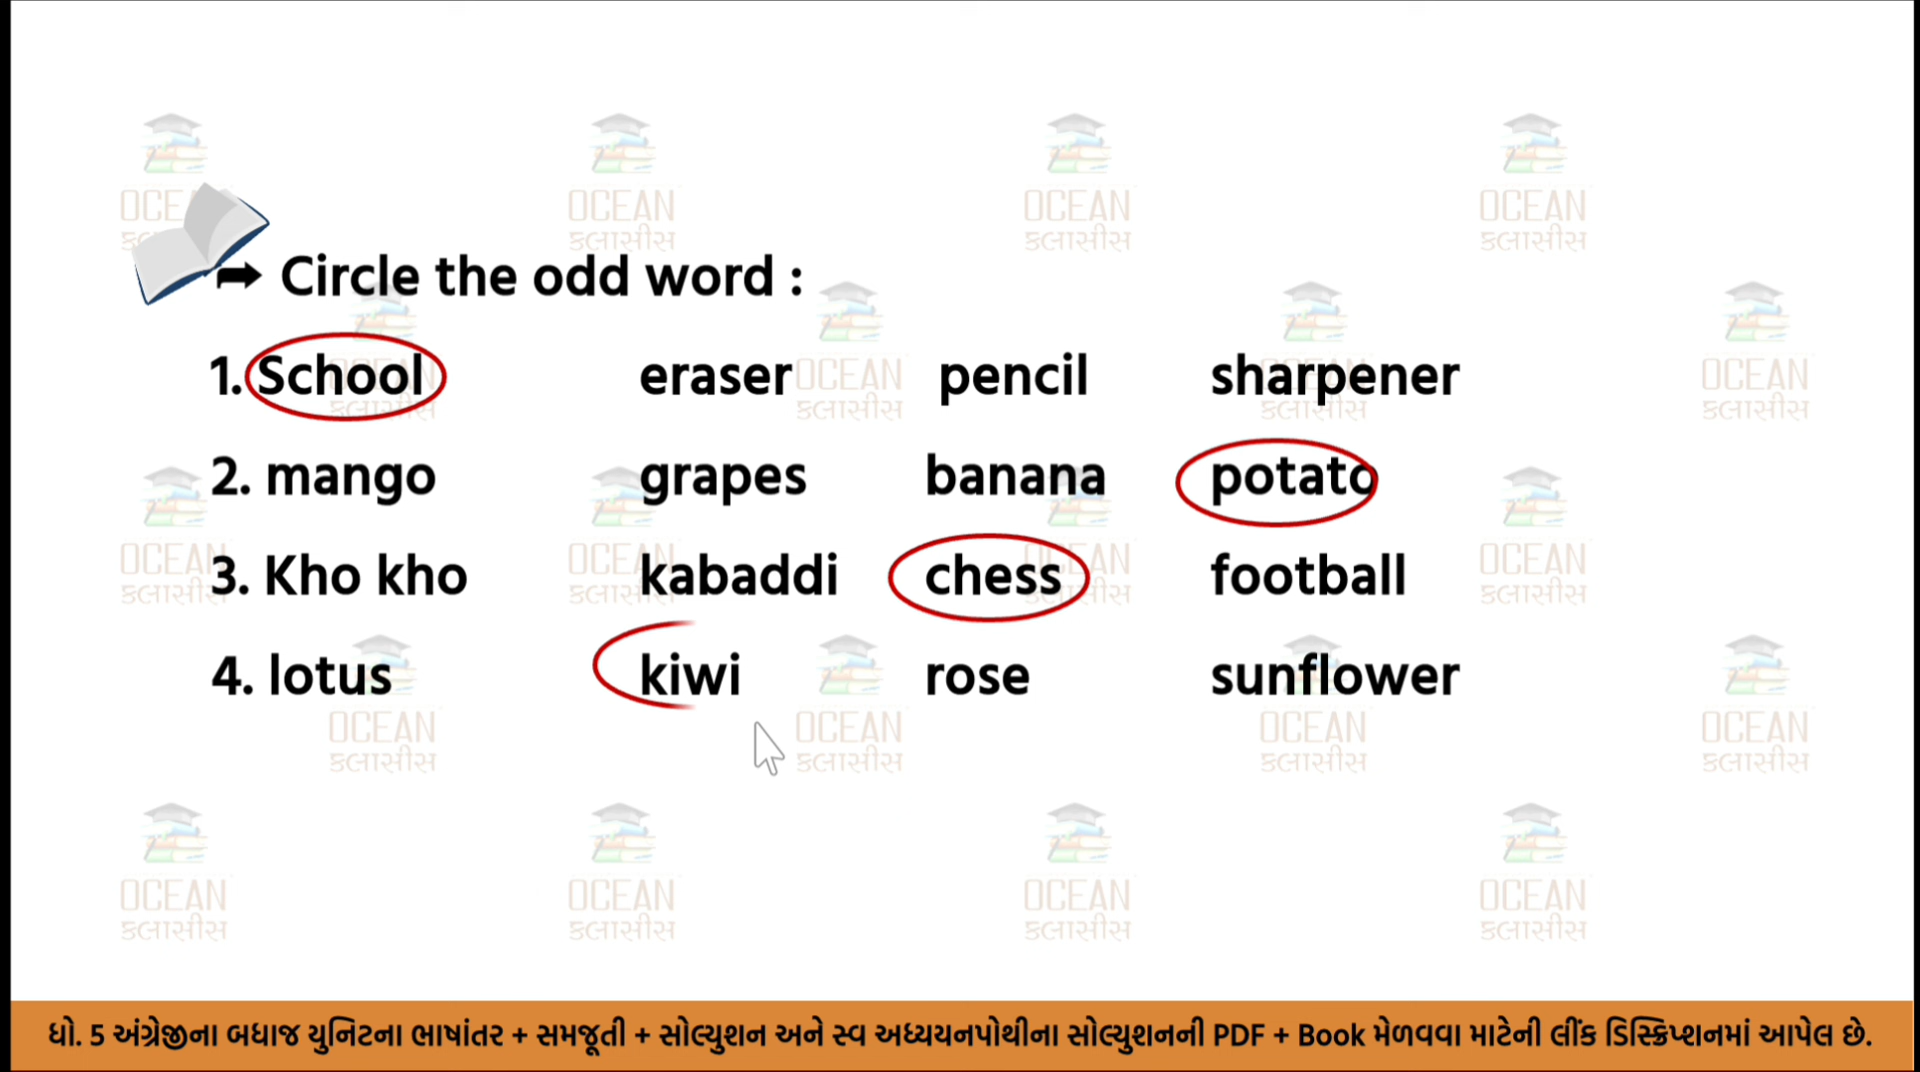 ➦ Circle the odd word :
1. School eraser pencil sharpener
2. mango grapes banana potato
3. Kho kho kabaddi chess football
4. lotus kiwi rose sunflower
OCEAN
ક્લાસીસ
ધો. 5 અંગ્રેજીના બધાજ યુનિટના ભાષાંતર + સમજૂતી + સોલ્યુશન અને સ્વ અધ્યયનપોથીના સોલ્યુશનની PDF + Book મેળવવા માટેની લીંક ડિસ્ક્રિપ્શનમાં આપેલ છે.